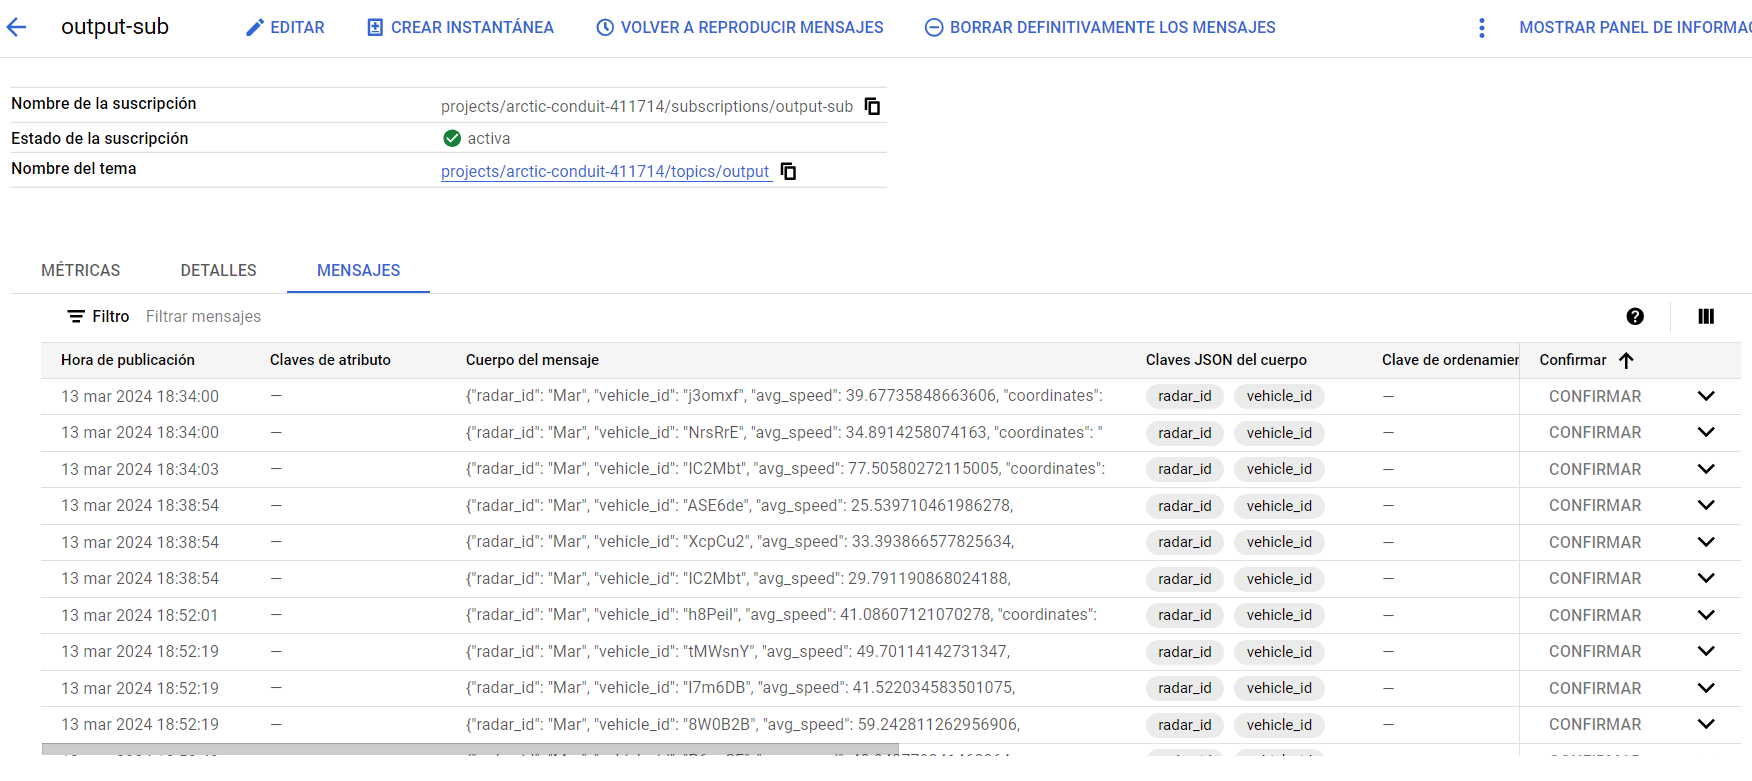 output-sub EDITAR CREAR INSTANTÁNEA VOLVER A REPRODUCIR MENSAJES BORRAR DEFINITIVAMENTE LOS MENSAJES MOSTRAR PANEL DE INFORMAC
Nombre de la suscripción projects/arctic-conduit-411714/subscriptions/output-sub
Estado de la suscripción activa
Nombre del tema projects/arctic-conduit-411714/topics/output
MÉTRICAS DETALLES MENSAJES
Filtro Filtrar mensajes
Hora de publicación Claves de atributo Cuerpo del mensaje Claves JSON del cuerpo Clave de ordenamien Confirmar
13 mar 2024 18:34:00 — {"radar_id": "Mar", "vehicle_id": "j3omxf", "avg_speed": 39.67735848663606, "coordinates": radar_id vehicle_id — CONFIRMAR
13 mar 2024 18:34:00 — {"radar_id": "Mar", "vehicle_id": "NrsRrE", "avg_speed": 34.8914258074163, "coordinates": " radar_id vehicle_id — CONFIRMAR
13 mar 2024 18:34:03 — {"radar_id": "Mar", "vehicle_id": "IC2Mbt", "avg_speed": 77.50580272115005, "coordinates": radar_id vehicle_id — CONFIRMAR
13 mar 2024 18:38:54 — {"radar_id": "Mar", "vehicle_id": "ASE6de", "avg_speed": 25.539710461986278, radar_id vehicle_id — CONFIRMAR
13 mar 2024 18:38:54 — {"radar_id": "Mar", "vehicle_id": "XcpCu2", "avg_speed": 33.393866577825634, radar_id vehicle_id — CONFIRMAR
13 mar 2024 18:38:54 — {"radar_id": "Mar", "vehicle_id": "IC2Mbt", "avg_speed": 29.791190868024188, radar_id vehicle_id — CONFIRMAR
13 mar 2024 18:52:01 — {"radar_id": "Mar", "vehicle_id": "h8PeiI", "avg_speed": 41.08607121070278, "coordinates": radar_id vehicle_id — CONFIRMAR
13 mar 2024 18:52:19 — {"radar_id": "Mar", "vehicle_id": "tMWsnY", "avg_speed": 49.70114142731347, radar_id vehicle_id — CONFIRMAR
13 mar 2024 18:52:19 — {"radar_id": "Mar", "vehicle_id": "I7m6DB", "avg_speed": 41.522034583501075, radar_id vehicle_id — CONFIRMAR
13 mar 2024 18:52:19 — {"radar_id": "Mar", "vehicle_id": "8W0B2B", "avg_speed": 59.242811262956906, radar_id vehicle_id — CONFIRMAR